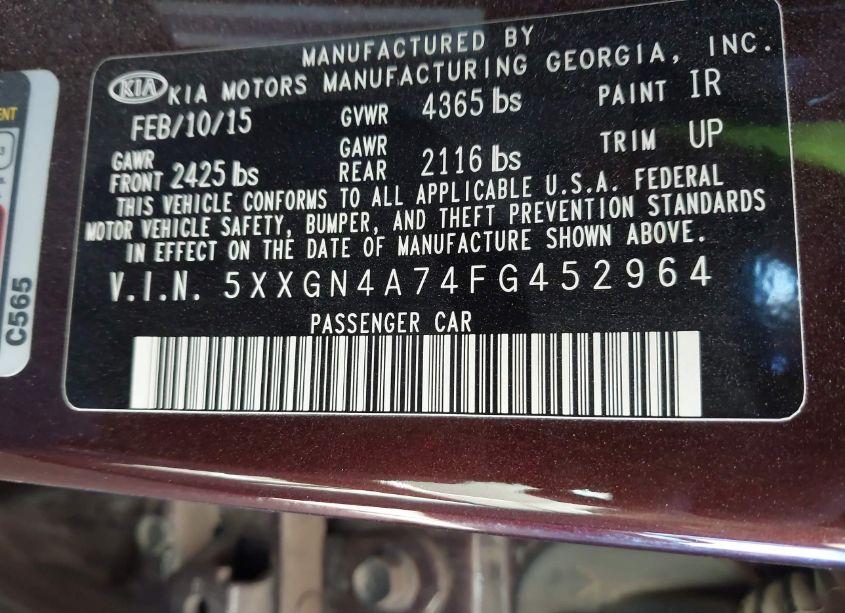 MANUFACTURED BY
KIA KIA MOTORS MANUFACTURING GEORGIA, INC.
FEB/10/15 GVWR 4365 lbs PAINT IR
GAWR FRONT 2425 lbs GAWR REAR 2116 lbs TRIM UP
THIS VEHICLE CONFORMS TO ALL APPLICABLE U.S.A. FEDERAL
MOTOR VEHICLE SAFETY, BUMPER, AND THEFT PREVENTION STANDARDS
IN EFFECT ON THE DATE OF MANUFACTURE SHOWN ABOVE.
V.I.N. 5XXGN4A74FG452964
PASSENGER CAR
C565